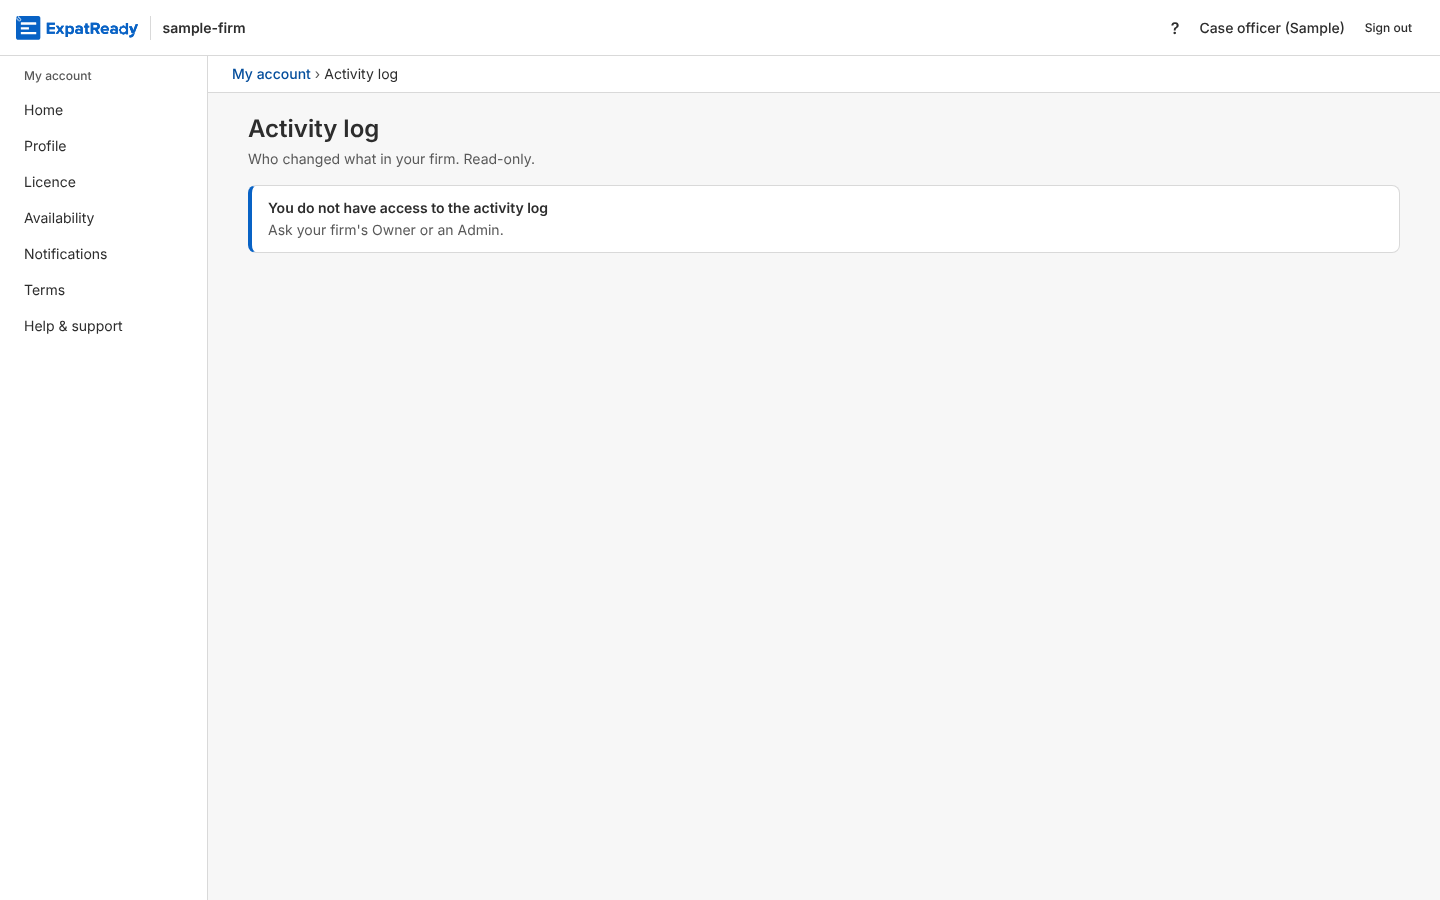 ExpatReady
sample-firm
?
Case officer (Sample)
Sign out
My account
Home
Profile
Licence
Availability
Notifications
Terms
Help & support
My account › Activity log
Activity log
Who changed what in your firm. Read-only.
You do not have access to the activity log
Ask your firm's Owner or an Admin.